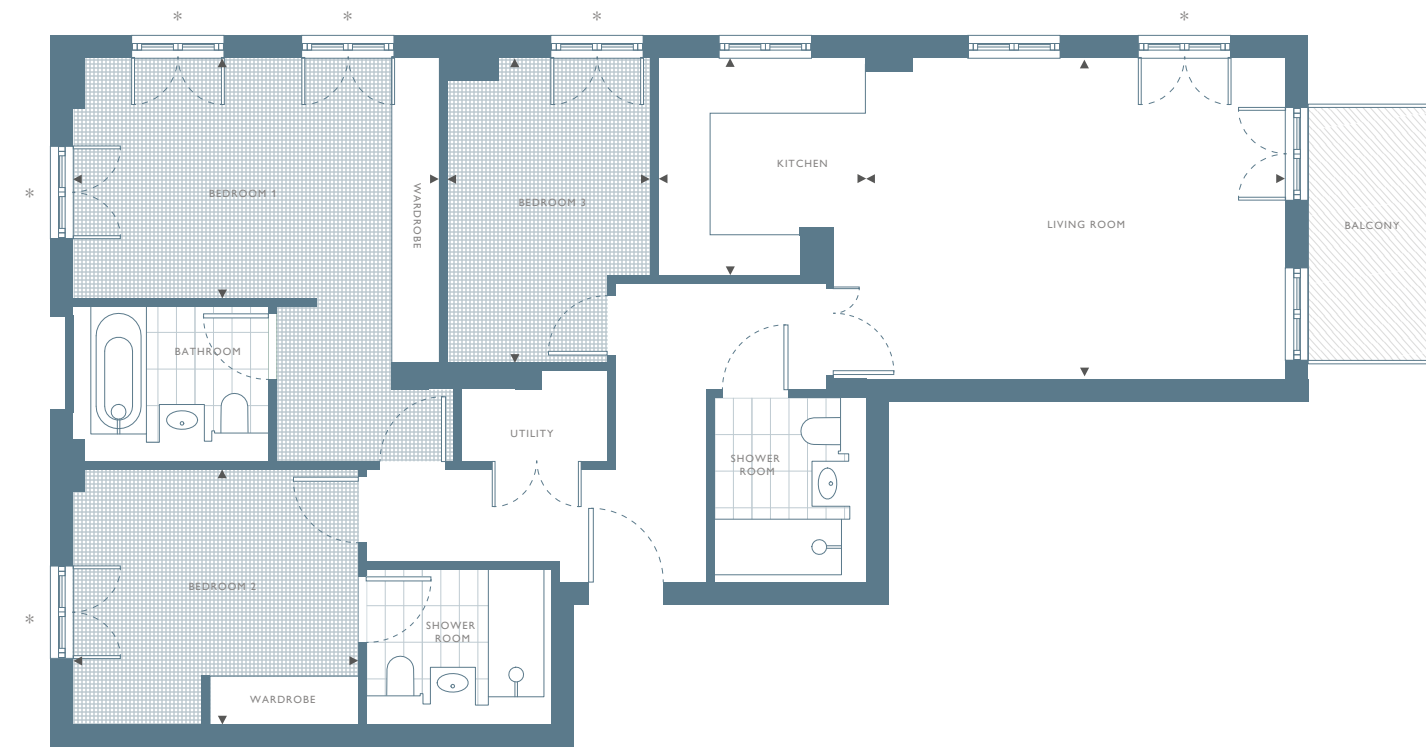 * * * *
KITCHEN
*
BEDROOM 1
WARDROBE
BEDROOM 3
LIVING ROOM
BALCONY
BATHROOM
UTILITY
SHOWER
ROOM
BEDROOM 2
*
SHOWER
ROOM
WARDROBE